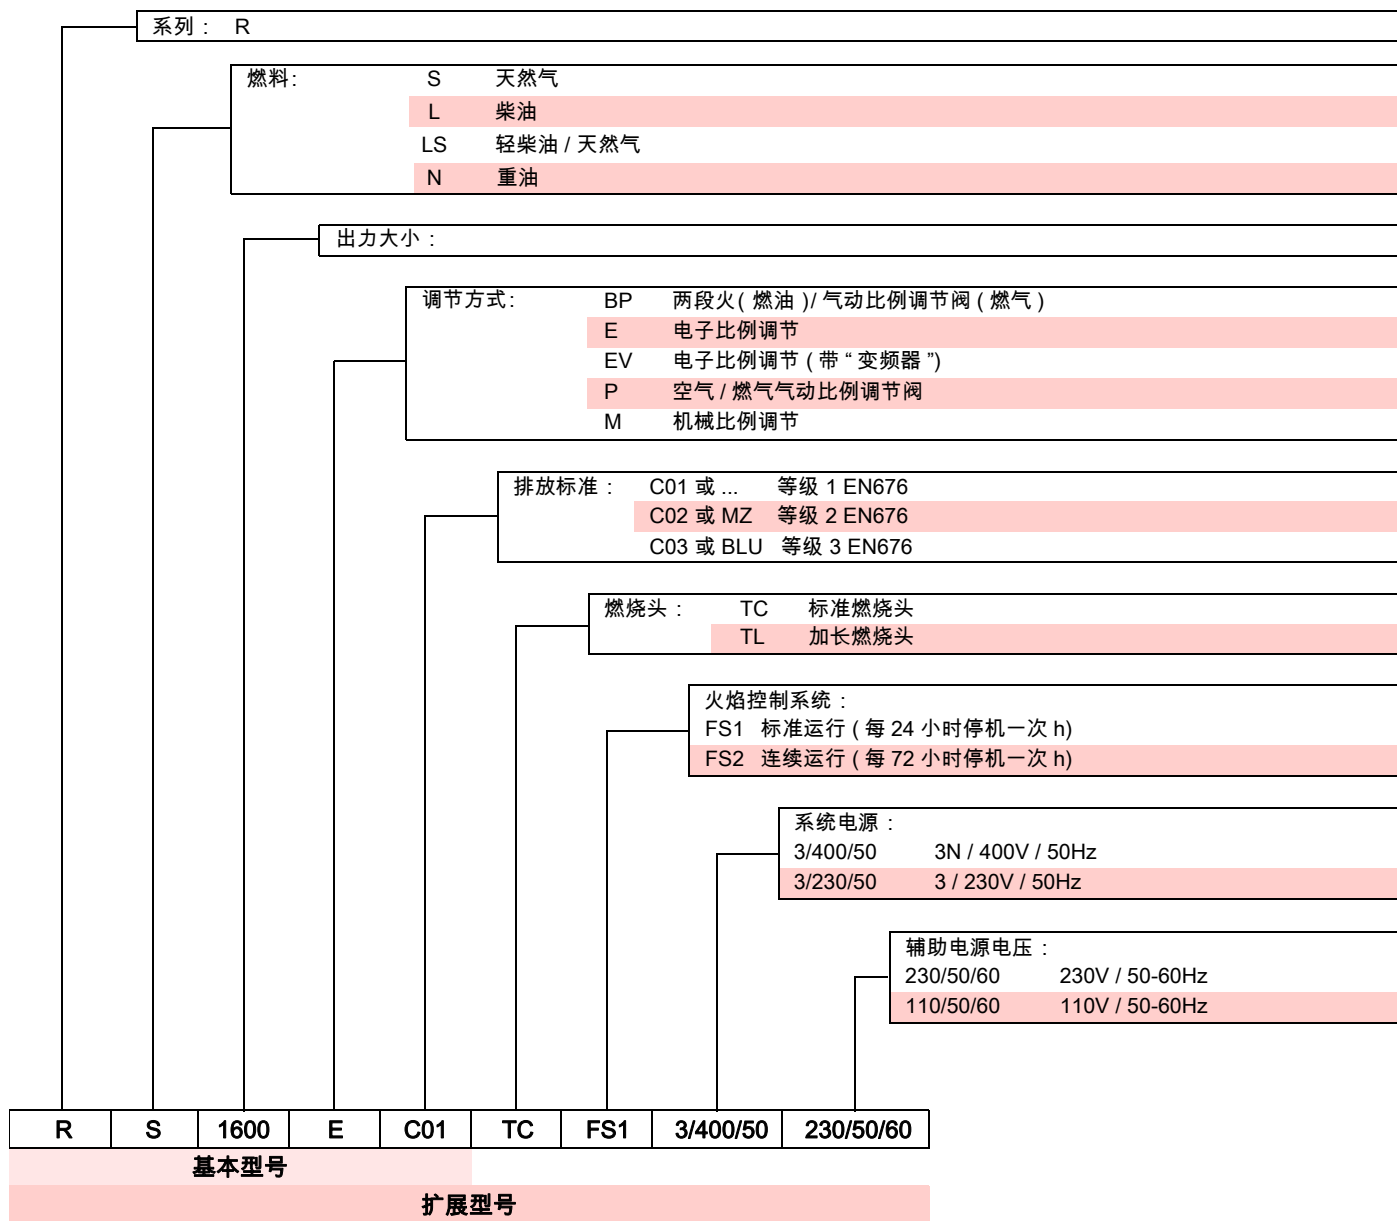 系列： R
燃料： S 天然气
L 柴油
LS 轻柴油 / 天然气
N 重油
出力大小：
调节方式： BP 两段火( 燃油 )/ 气动比例调节阀 ( 燃气 )
E 电子比例调节
EV 电子比例调节 ( 带 “ 变频器 ”)
P 空气 / 燃气气动比例调节阀
M 机械比例调节
排放标准： C01 或 ... 等级 1 EN676
C02 或 MZ 等级 2 EN676
C03 或 BLU 等级 3 EN676
燃烧头： TC 标准燃烧头
TL 加长燃烧头
火焰控制系统：
FS1 标准运行 ( 每 24 小时停机一次 h)
FS2 连续运行 ( 每 72 小时停机一次 h)
系统电源：
3/400/50 3N / 400V / 50Hz
3/230/50 3 / 230V / 50Hz
辅助电源电压：
230/50/60 230V / 50-60Hz
110/50/60 110V / 50-60Hz
R S 1600 E C01 TC FS1 3/400/50 230/50/60
基本型号
扩展型号